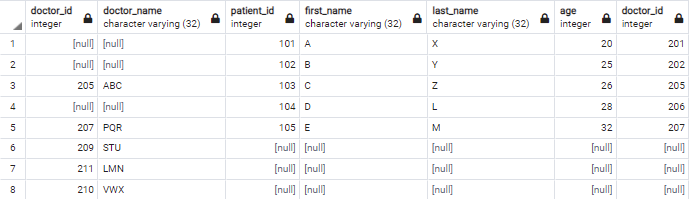 doctor_id doctor_name patient_id first_name last_name age doctor_id
integer character varying (32) integer character varying (32) character varying (32) integer integer
1 [null] [null] 101 A X 20 201
2 [null] [null] 102 B Y 25 202
3 205 ABC 103 C Z 26 205
4 [null] [null] 104 D L 28 206
5 207 PQR 105 E M 32 207
6 209 STU [null] [null] [null] [null] [null]
7 211 LMN [null] [null] [null] [null] [null]
8 210 VWX [null] [null] [null] [null] [null]